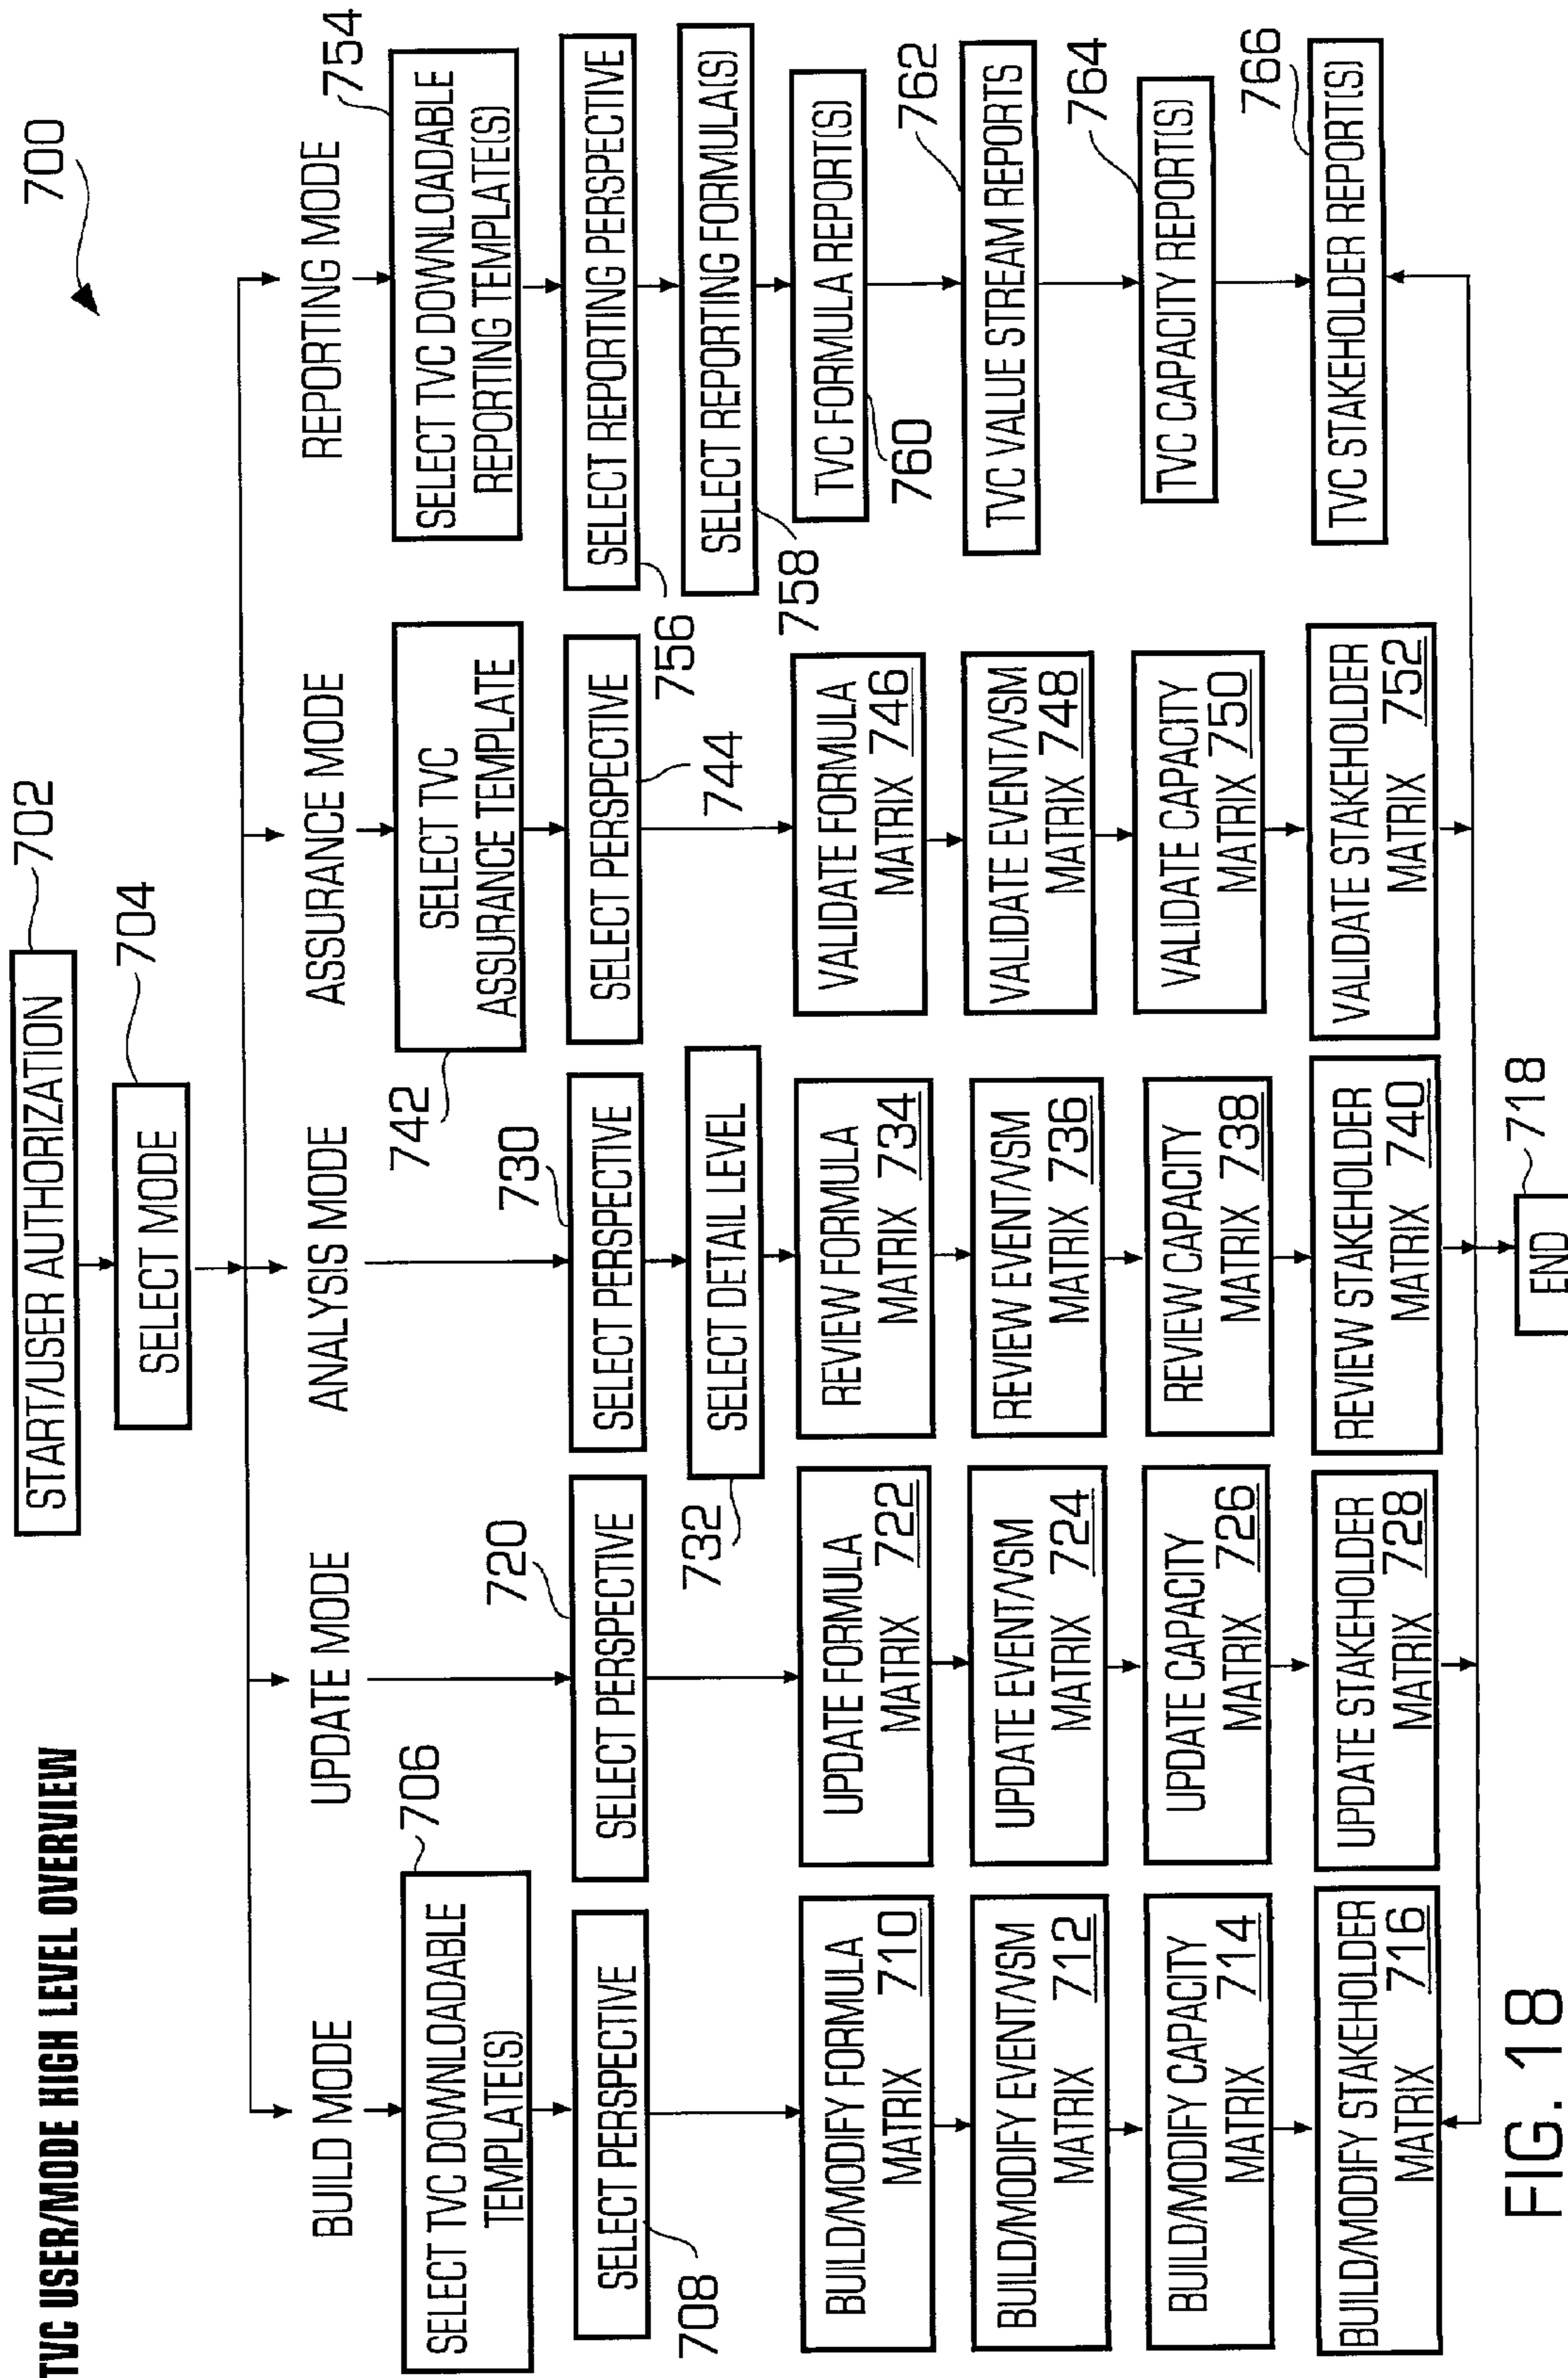 TVC USER/MODE HIGH LEVEL OVERVIEW
700
START/USER AUTHORIZATION
702
SELECT MODE
704
BUILD MODE
SELECT TVC DOWNLOADABLE
TEMPLATE(S)
706
SELECT PERSPECTIVE
708
BUILD/MODIFY FORMULA
MATRIX 710
BUILD/MODIFY EVENT/VSM
MATRIX 712
BUILD/MODIFY CAPACITY
MATRIX 714
BUILD/MODIFY STAKEHOLDER
MATRIX 716
UPDATE MODE
720
SELECT PERSPECTIVE
UPDATE FORMULA
MATRIX 722
UPDATE EVENT/VSM
MATRIX 724
UPDATE CAPACITY
MATRIX 726
UPDATE STAKEHOLDER
MATRIX 728
ANALYSIS MODE
730
SELECT PERSPECTIVE
SELECT DETAIL LEVEL
732
REVIEW FORMULA
MATRIX 734
REVIEW EVENT/VSM
MATRIX 736
REVIEW CAPACITY
MATRIX 738
REVIEW STAKEHOLDER
MATRIX 740
ASSURANCE MODE
SELECT TVC
ASSURANCE TEMPLATE
742
SELECT PERSPECTIVE
744
VALIDATE FORMULA
MATRIX 746
VALIDATE EVENT/VSM
MATRIX 748
VALIDATE CAPACITY
MATRIX 750
VALIDATE STAKEHOLDER
MATRIX 752
REPORTING MODE
754
SELECT TVC DOWNLOADABLE
REPORTING TEMPLATE(S)
SELECT REPORTING PERSPECTIVE
756
SELECT REPORTING FORMULA(S)
758
TVC FORMULA REPORT(S)
760
TVC VALUE STREAM REPORTS
762
TVC CAPACITY REPORT(S)
764
TVC STAKEHOLDER REPORT(S)
766
END
718
FIG. 18